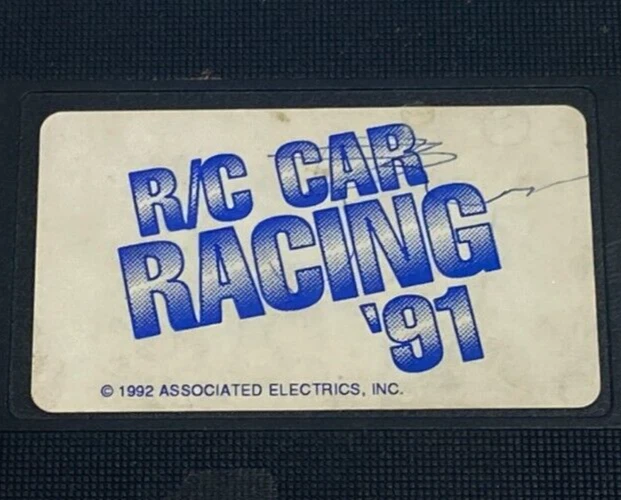 R/C CAR
RACING
'91
© 1992 ASSOCIATED ELECTRICS, INC.